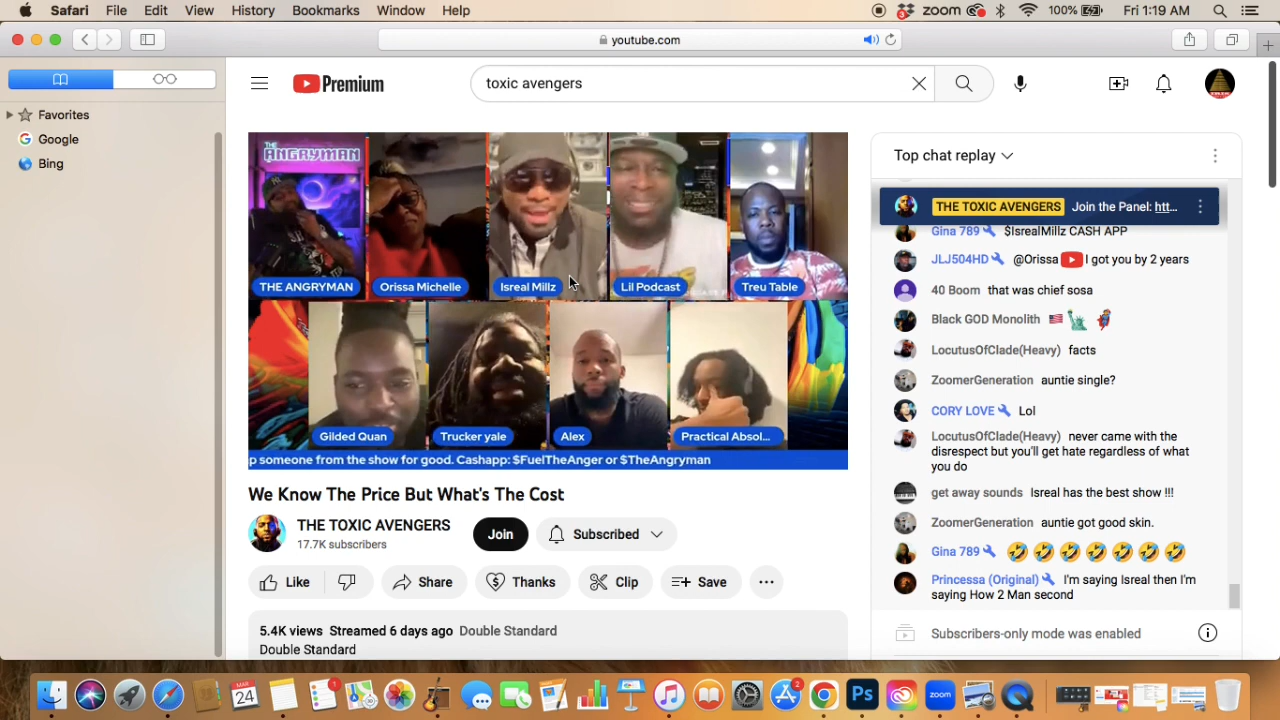 Safari File Edit View History Bookmarks Window Help
3 zoom 100% Fri 1:19 AM
youtube.com
Favorites
Google
Bing
Premium
toxic avengers
THE ANGRYMAN
THE ANGRYMAN
Orissa Michelle
Isreal Millz
Lil Podcast
Treu Table
Gilded Quan
Trucker yale
Alex
Practical Absol...
p someone from the show for good. Cashapp: $FuelTheAnger or $TheAngryman
We Know The Price But What's The Cost
THE TOXIC AVENGERS
17.7K subscribers
Join
Subscribed
Like
Share
Thanks
Clip
Save
5.4K views Streamed 6 days ago Double Standard
Double Standard
Top chat replay
THE TOXIC AVENGERS Join the Panel: htt...
Gina 789 $IsrealMillz CASH APP
JLJ504HD @Orissa I got you by 2 years
40 Boom that was chief sosa
Black GOD Monolith
LocutusOfClade(Heavy) facts
ZoomerGeneration auntie single?
CORY LOVE Lol
LocutusOfClade(Heavy) never came with the
disrespect but you'll get hate regardless of what
you do
get away sounds Isreal has the best show !!!
ZoomerGeneration auntie got good skin.
Gina 789
Princessa (Original) I'm saying Isreal then I'm
saying How 2 Man second
Subscribers-only mode was enabled
MAR
24
1
2
Ps
zoom